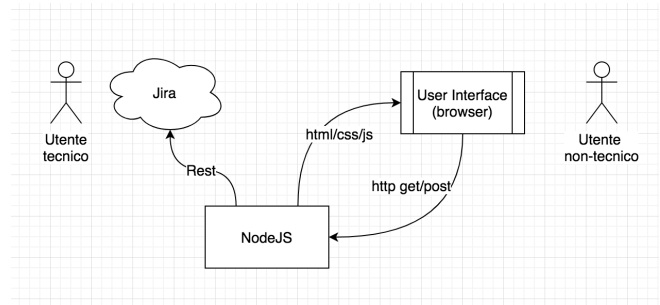 Jira
User Interface
(browser)
html/css/js
Utente
tecnico
Utente
non-tecnico
Rest
http get/post
NodeJS